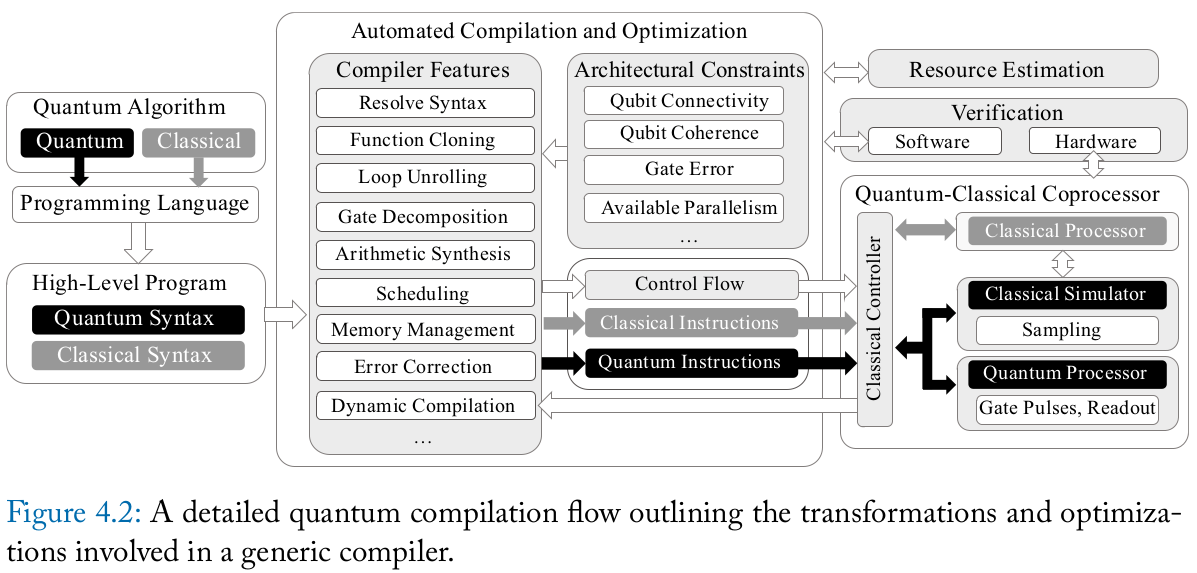 Automated Compilation and Optimization
Quantum Algorithm
Quantum
Classical
Programming Language
High-Level Program
Quantum Syntax
Classical Syntax
Compiler Features
Resolve Syntax
Function Cloning
Loop Unrolling
Gate Decomposition
Arithmetic Synthesis
Scheduling
Memory Management
Error Correction
Dynamic Compilation
...
Architectural Constraints
Qubit Connectivity
Qubit Coherence
Gate Error
Available Parallelism
...
Control Flow
Classical Instructions
Quantum Instructions
Resource Estimation
Verification
Software
Hardware
Quantum-Classical Coprocessor
Classical Controller
Classical Processor
Classical Simulator
Sampling
Quantum Processor
Gate Pulses, Readout
Figure 4.2: A detailed quantum compilation flow outlining the transformations and optimiza-
tions involved in a generic compiler.